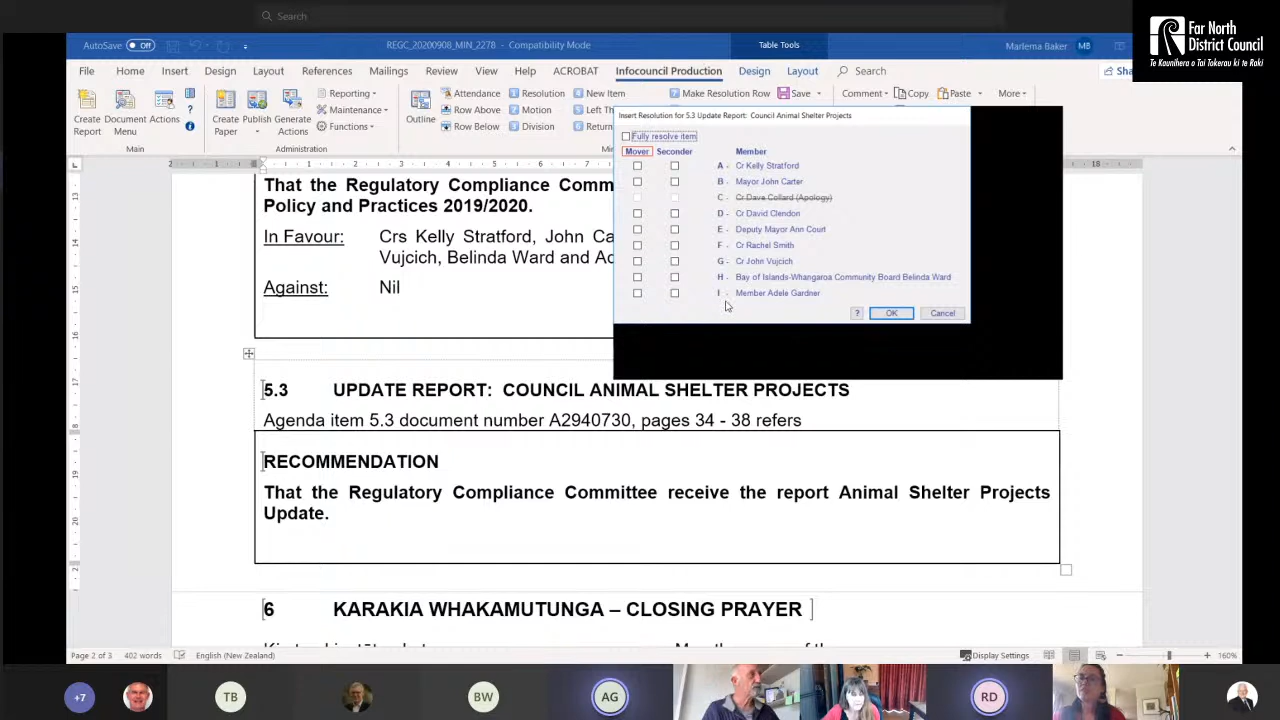 Search
Far North
District Council
Te Kaunihera o Tai Tokerau ki te Raki
AutoSave Off
REGC_20200908_MIN_2278 - Compatibility Mode
Table Tools
Marlema Baker MB
File Home Insert Design Layout References Mailings Review View Help ACROBAT Infocouncil Production Design Layout Search Sha
Attendance Resolution New Item Make Resolution Row Save Comment Copy Paste More
Create Report Document Menu Actions Reporting Maintenance Functions
Create Paper Publish Generate Actions Outline Row Above Motion Left Th
Row Below Division Return
Main Administration
Insert Resolution for 5.3 Update Report: Council Animal Shelter Projects
Fully resolve item
Mover Seconder Member
A - Cr Kelly Stratford
B - Mayor John Carter
C - Cr Dave Collard (Apology)
D - Cr David Clendon
E - Deputy Mayor Ann Court
F - Cr Rachel Smith
G - Cr John Vujcich
H - Bay of Islands-Whangaroa Community Board Belinda Ward
I - Member Adele Gardner
? OK Cancel
That the Regulatory Compliance Comm
Policy and Practices 2019/2020.
In Favour: Crs Kelly Stratford, John Ca
Vujcich, Belinda Ward and Ad
Against: Nil
5.3 UPDATE REPORT: COUNCIL ANIMAL SHELTER PROJECTS
Agenda item 5.3 document number A2940730, pages 34 - 38 refers
RECOMMENDATION
That the Regulatory Compliance Committee receive the report Animal Shelter Projects
Update.
6 KARAKIA WHAKAMUTUNGA – CLOSING PRAYER
Page 2 of 3 402 words English (New Zealand) Display Settings 160%
+7 TB BW AG RD